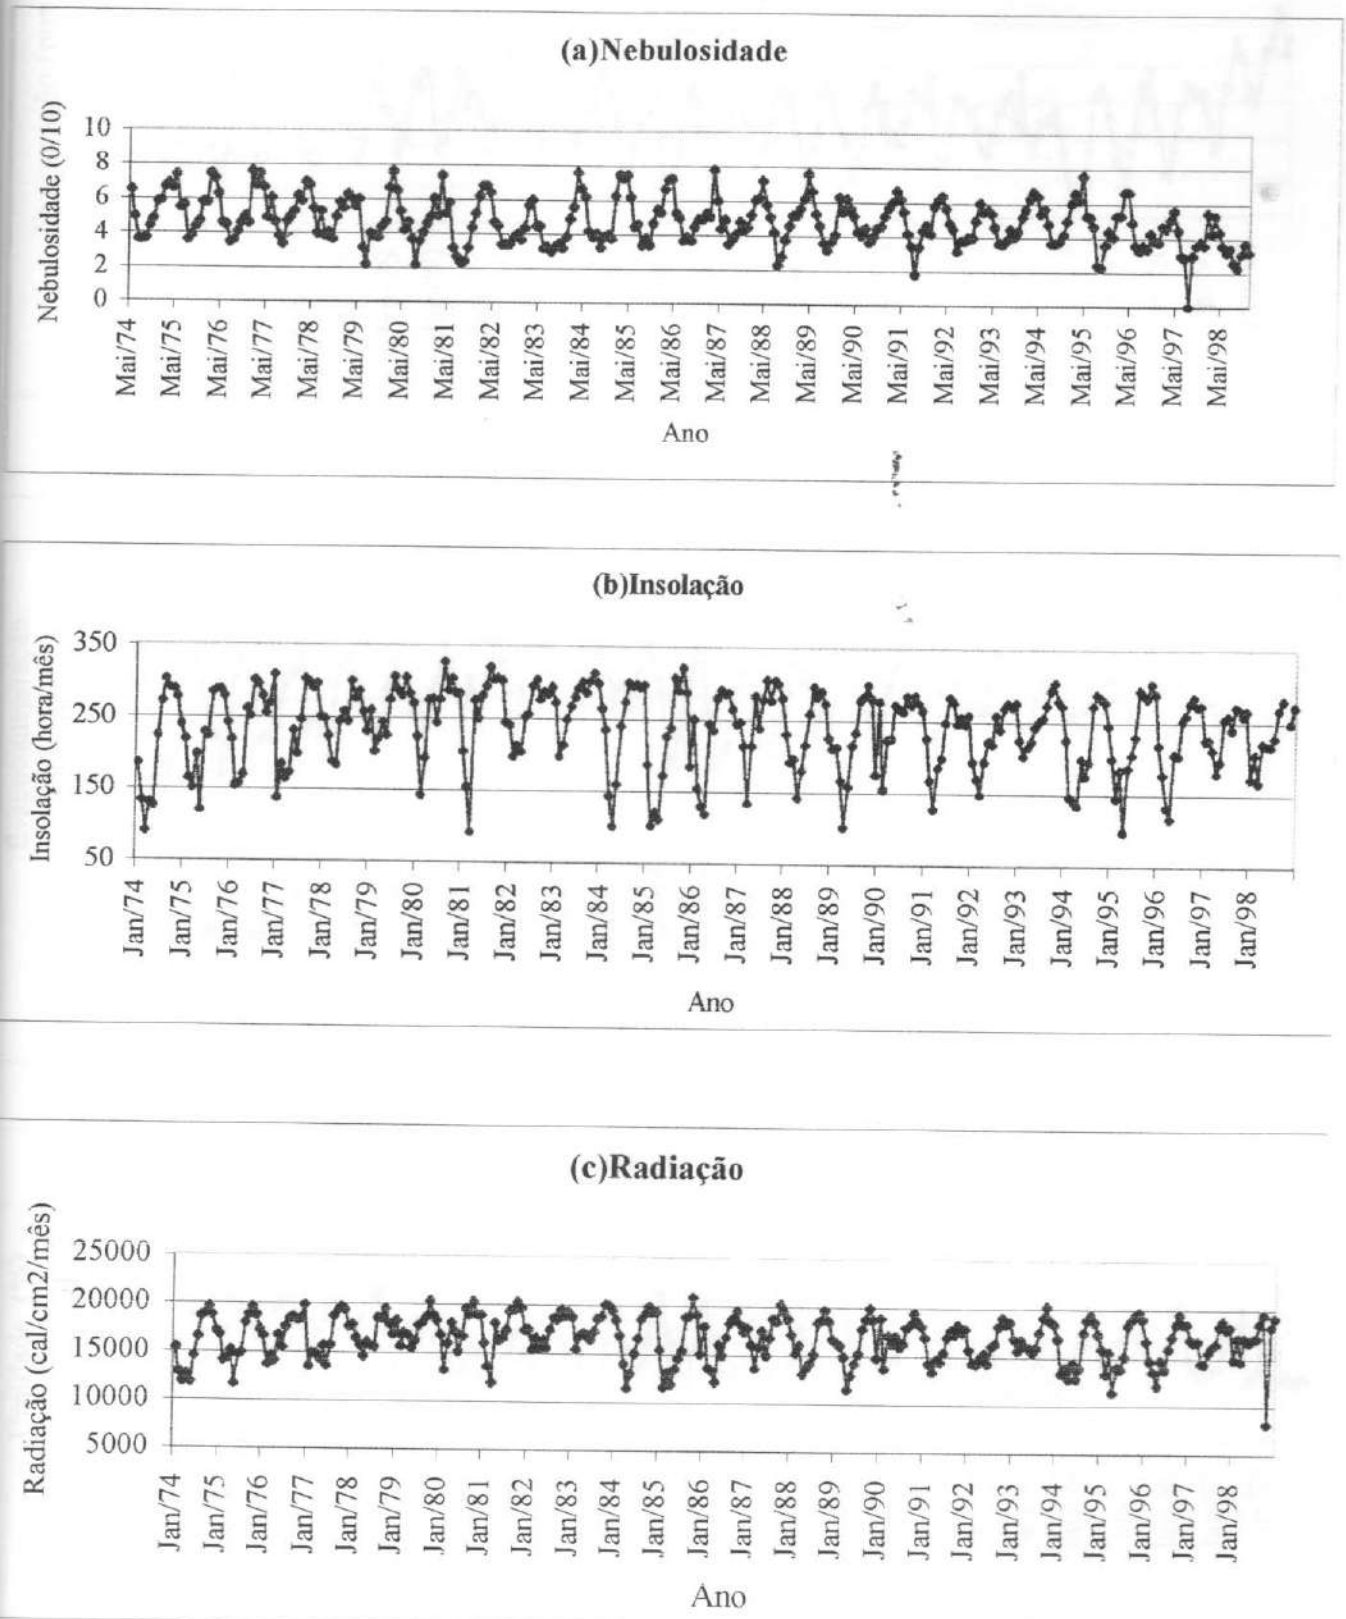 (a)Nebulosidade
Nebulosidade (0/10)
10
8
6
4
2
0
Mai/74
Mai/75
Mai/76
Mai/77
Mai/78
Mai/79
Mai/80
Mai/81
Mai/82
Mai/83
Mai/84
Mai/85
Mai/86
Mai/87
Mai/88
Mai/89
Mai/90
Mai/91
Mai/92
Mai/93
Mai/94
Mai/95
Mai/96
Mai/97
Mai/98
Ano
(b)Insolação
Insolação (hora/mês)
350
250
150
50
Jan/74
Jan/75
Jan/76
Jan/77
Jan/78
Jan/79
Jan/80
Jan/81
Jan/82
Jan/83
Jan/84
Jan/85
Jan/86
Jan/87
Jan/88
Jan/89
Jan/90
Jan/91
Jan/92
Jan/93
Jan/94
Jan/95
Jan/96
Jan/97
Jan/98
Ano
(c)Radiação
Radiação (cal/cm2/mês)
25000
20000
15000
10000
5000
Jan/74
Jan/75
Jan/76
Jan/77
Jan/78
Jan/79
Jan/80
Jan/81
Jan/82
Jan/83
Jan/84
Jan/85
Jan/86
Jan/87
Jan/88
Jan/89
Jan/90
Jan/91
Jan/92
Jan/93
Jan/94
Jan/95
Jan/96
Jan/97
Jan/98
Ano